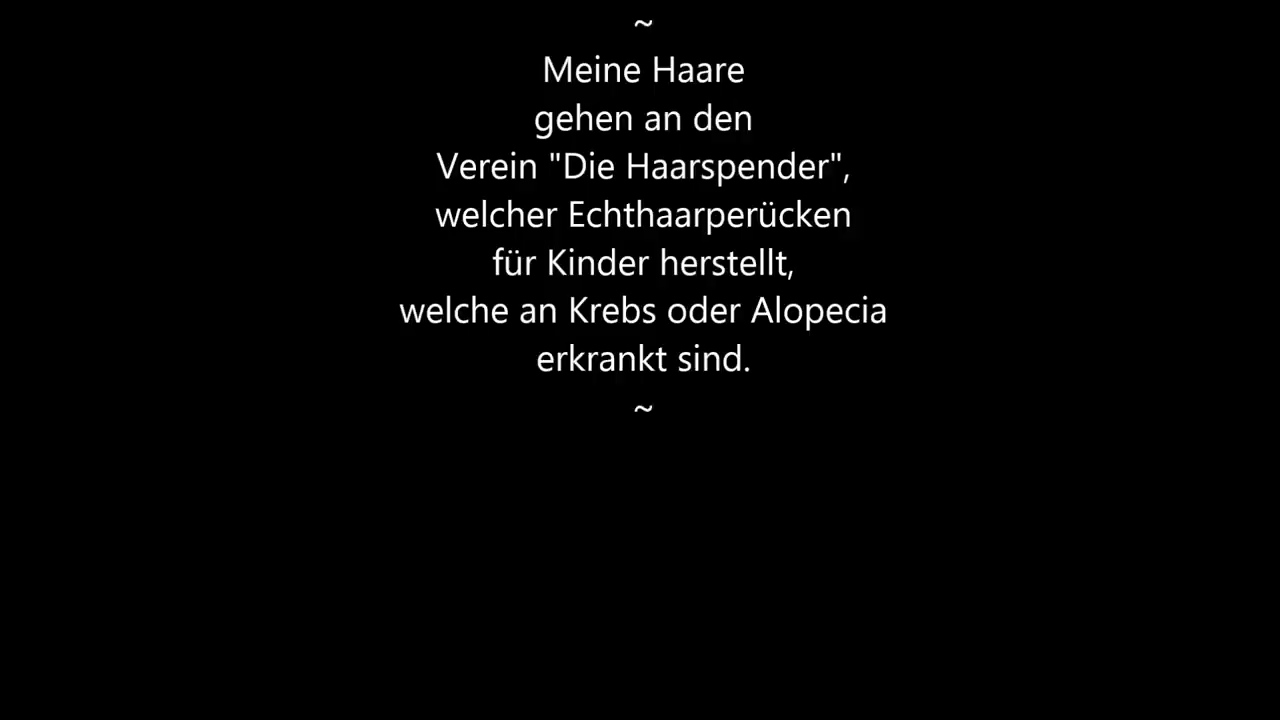 ~
Meine Haare
gehen an den
Verein "Die Haarspender",
welcher Echthaarperücken
für Kinder herstellt,
welche an Krebs oder Alopecia
erkrankt sind.
~